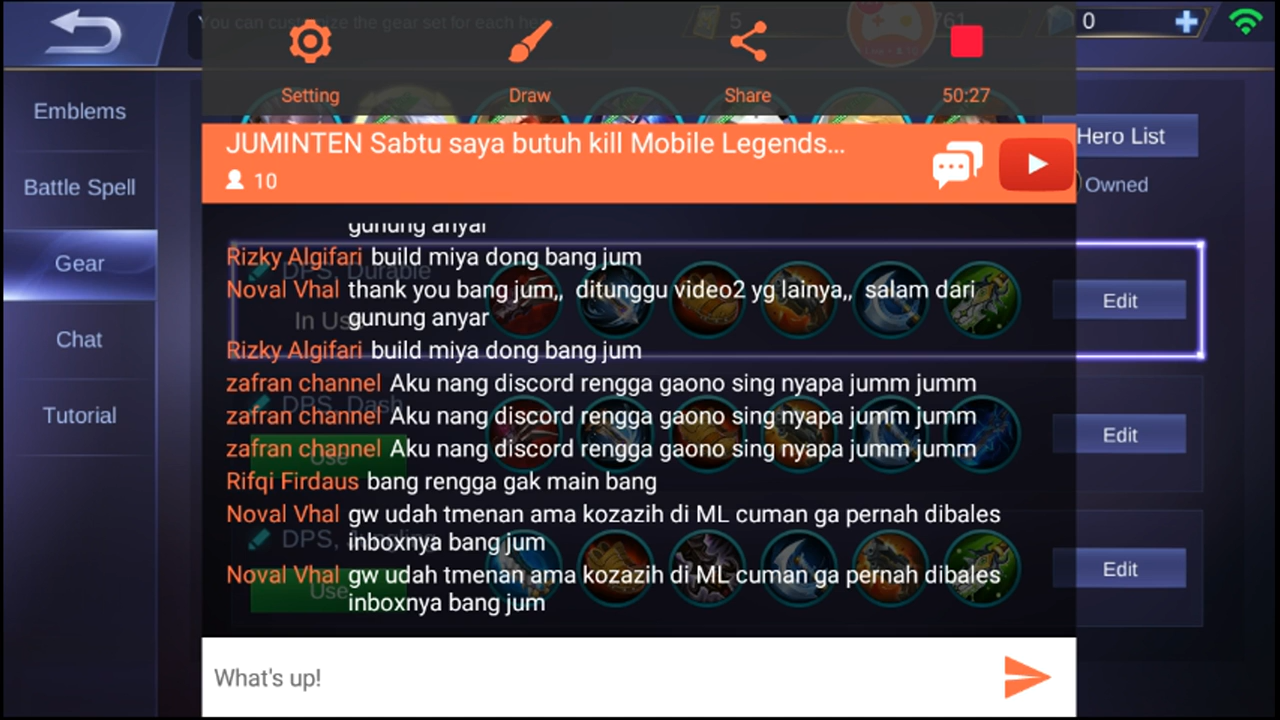 You can customize the gear set for each he
5
761
0
Setting
Draw
Share
50:27
Emblems
Battle Spell
Gear
Chat
Tutorial
JUMINTEN Sabtu saya butuh kill Mobile Legends...
10
Hero List
Owned
gunung anyar
Rizky Algifari build miya dong bang jum
DPS, Durable
Noval Vhal thank you bang jum,, ditunggu video2 yg lainya,, salam dari
gunung anyar
In Us
Edit
Rizky Algifari build miya dong bang jum
zafran channel Aku nang discord rengga gaono sing nyapa jumm jumm
DPS, Dash
zafran channel Aku nang discord rengga gaono sing nyapa jumm jumm
zafran channel Aku nang discord rengga gaono sing nyapa jumm jumm
Use
Edit
Rifqi Firdaus bang rengga gak main bang
Noval Vhal gw udah tmenan ama kozazih di ML cuman ga pernah dibales
inboxnya bang jum
DPS,
Noval Vhal gw udah tmenan ama kozazih di ML cuman ga pernah dibales
inboxnya bang jum
Use
Edit
What's up!